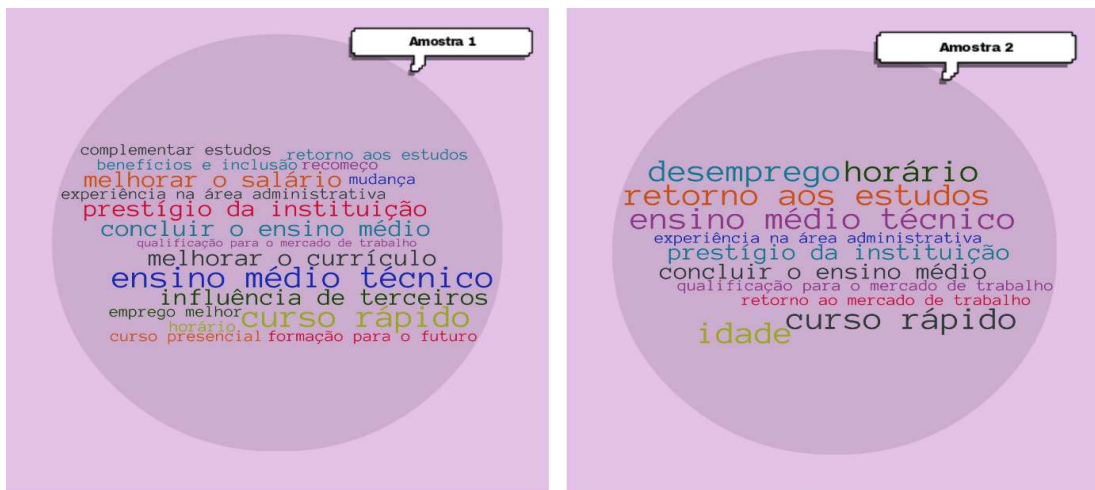 Amostra 1
complementar estudos
retorno aos estudos
benefícios e inclusão
recomeço
melhorar o salário
mudança
experiência na área administrativa
prestígio da instituição
concluir o ensino médio
qualificação para o mercado de trabalho
melhorar o currículo
ensino médio técnico
influência de terceiros
emprego melhor
curso rápido
horário
curso presencial
formação para o futuro
Amostra 2
desemprego
horário
retorno aos estudos
ensino médio técnico
experiência na área administrativa
prestígio da instituição
concluir o ensino médio
qualificação para o mercado de trabalho
retorno ao mercado de trabalho
curso rápido
idade